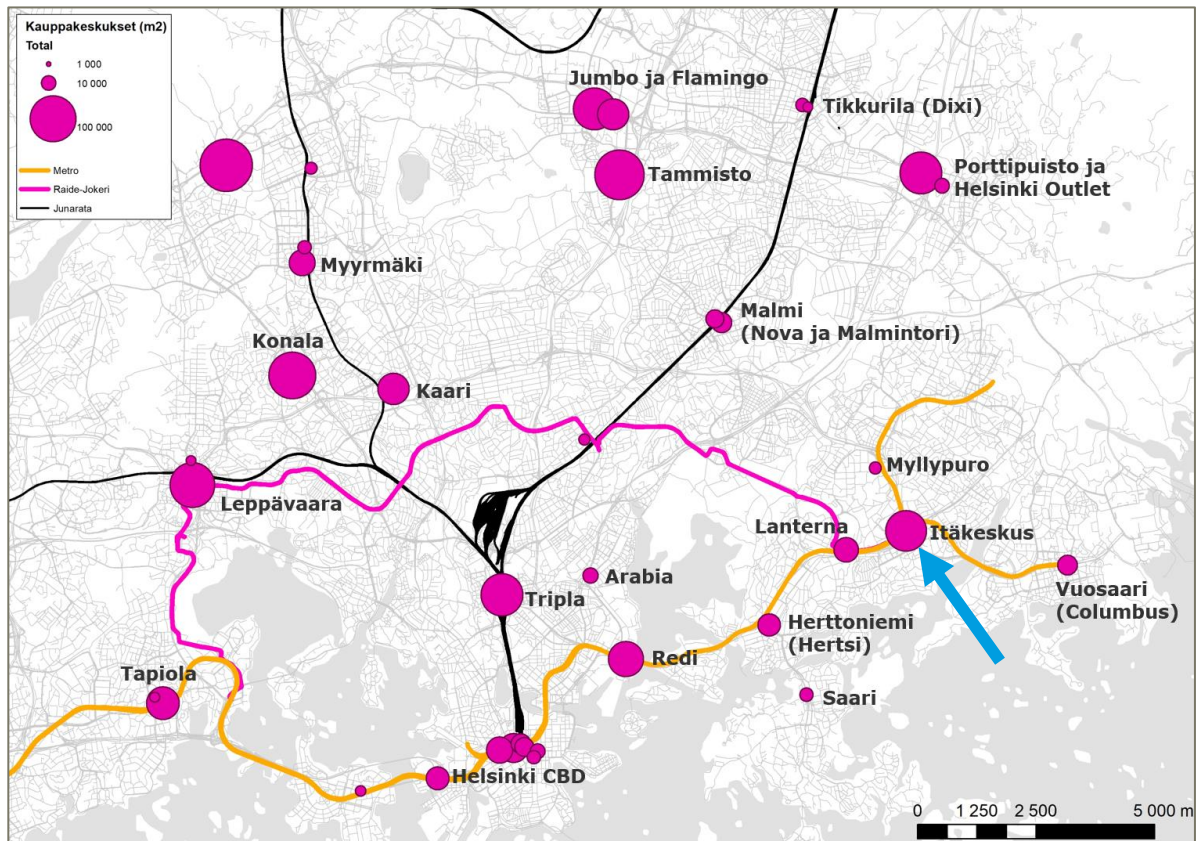 Kauppakeskukset (m2)
Total
1 000
10 000
100 000
Metro
Raide-Jokeri
Junarata
Jumbo ja Flamingo
Tikkurila (Dixi)
Tammisto
Porttipuisto ja
Helsinki Outlet
Myyrmäki
Malmi
(Nova ja Malmintori)
Konala
Kaari
Myllypuro
Leppävaara
Lanterna
Itäkeskus
Arabia
Tripla
Vuosaari
(Columbus)
Herttoniemi
(Hertsi)
Redi
Tapiola
Saari
Helsinki CBD
0 1 250 2 500 5 000 m